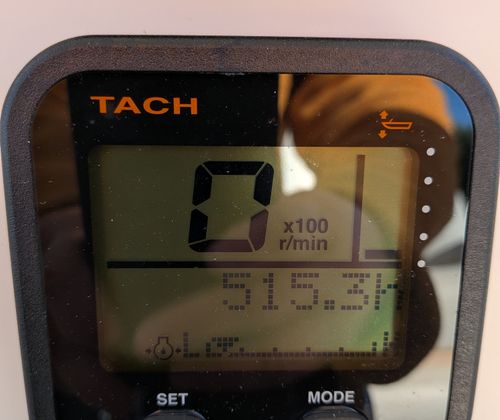 TACH
0
x100
r/min
515.3h
SET MODE